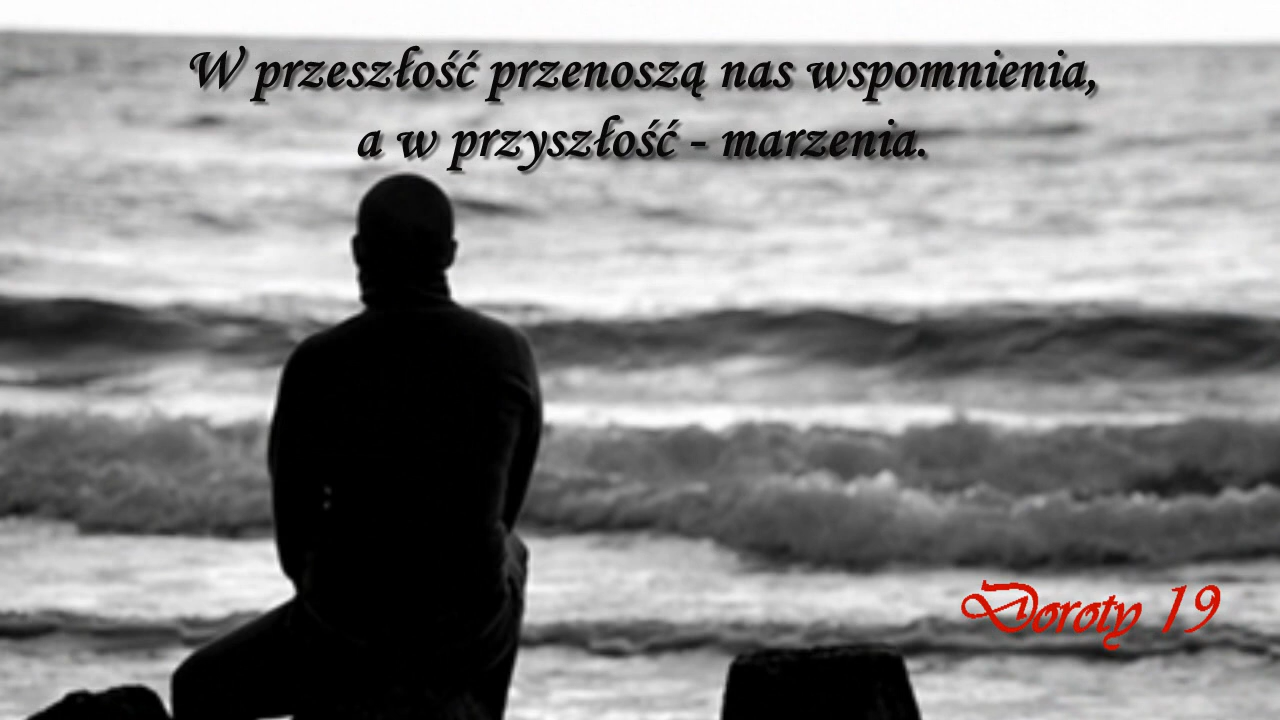 W przeszłość przenoszą nas wspomnienia,
a w przyszłość - marzenia.
Doroty 19